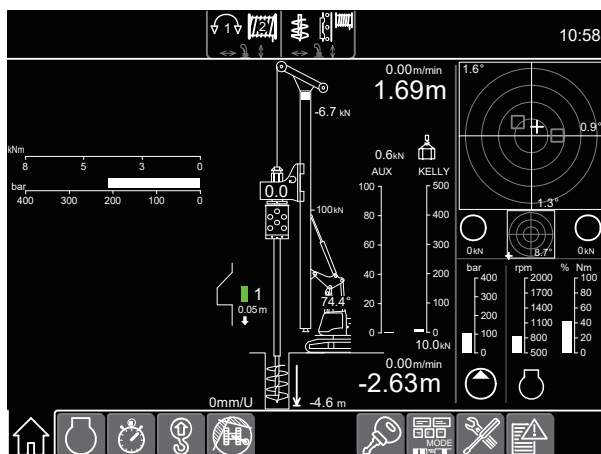 1 2
10:58
0.00m/min
1.69m
-6.7 kN
1.6°
0.9°
1.3°
kNm
8 5 3 0
bar
400 300 200 100 0
0.0
0.6kN
AUX KELLY
100 500
80 400
60 300
40 200
20 100
0 0
10.0kN
100kN
74.4°
1
0.05 m
0kN 8.7° 0kN
bar rpm % Nm
400 2000 100
300 1700 80
200 1400 60
100 1100 40
800 20
0 500 0
0.00m/min
-2.63m
0mm/U
-4.6 m
MODE